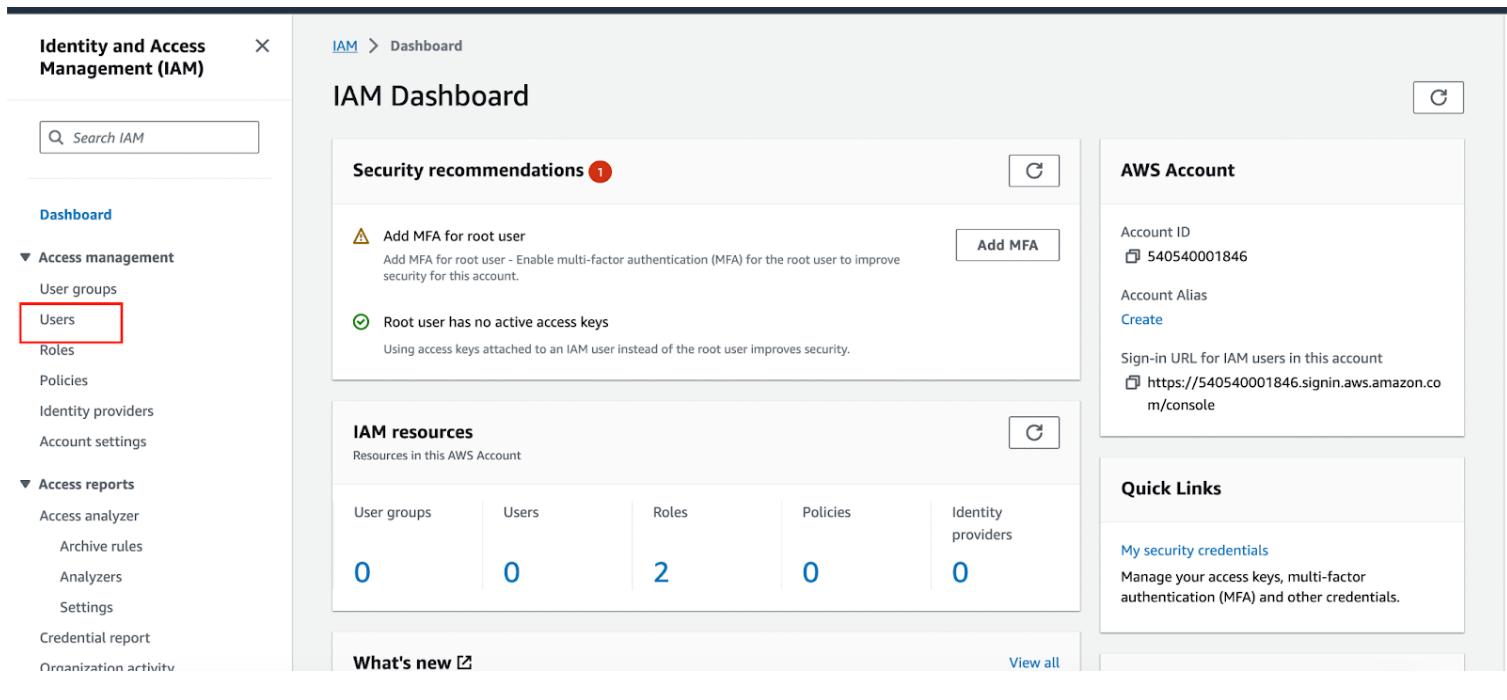 Identity and Access
Management (IAM)
Search IAM
Dashboard
Access management
User groups
Users
Roles
Policies
Identity providers
Account settings
Access reports
Access analyzer
Archive rules
Analyzers
Settings
Credential report
Organization activity
IAM > Dashboard
IAM Dashboard
Security recommendations 1
Add MFA for root user
Add MFA for root user - Enable multi-factor authentication (MFA) for the root user to improve
security for this account.
Add MFA
Root user has no active access keys
Using access keys attached to an IAM user instead of the root user improves security.
IAM resources
Resources in this AWS Account
User groups
0
Users
0
Roles
2
Policies
0
Identity
providers
0
What's new
View all
AWS Account
Account ID
540540001846
Account Alias
Create
Sign-in URL for IAM users in this account
https://540540001846.signin.aws.amazon.co
m/console
Quick Links
My security credentials
Manage your access keys, multi-factor
authentication (MFA) and other credentials.